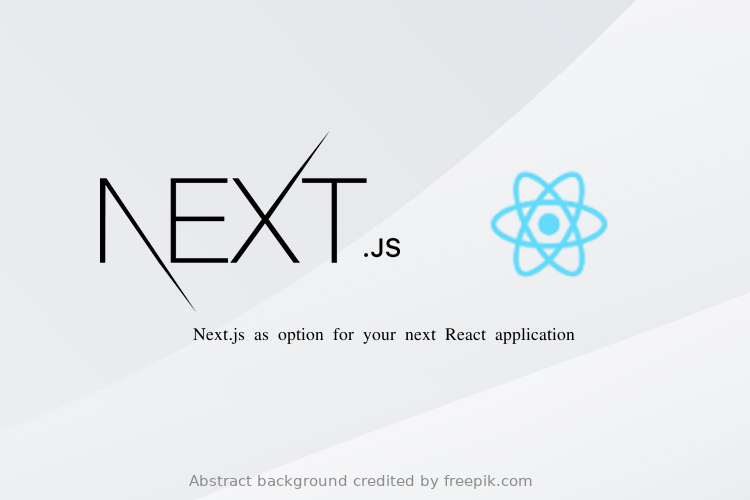 NEXT.JS
Next.js as option for your next React application
Abstract background credited by freepik.com